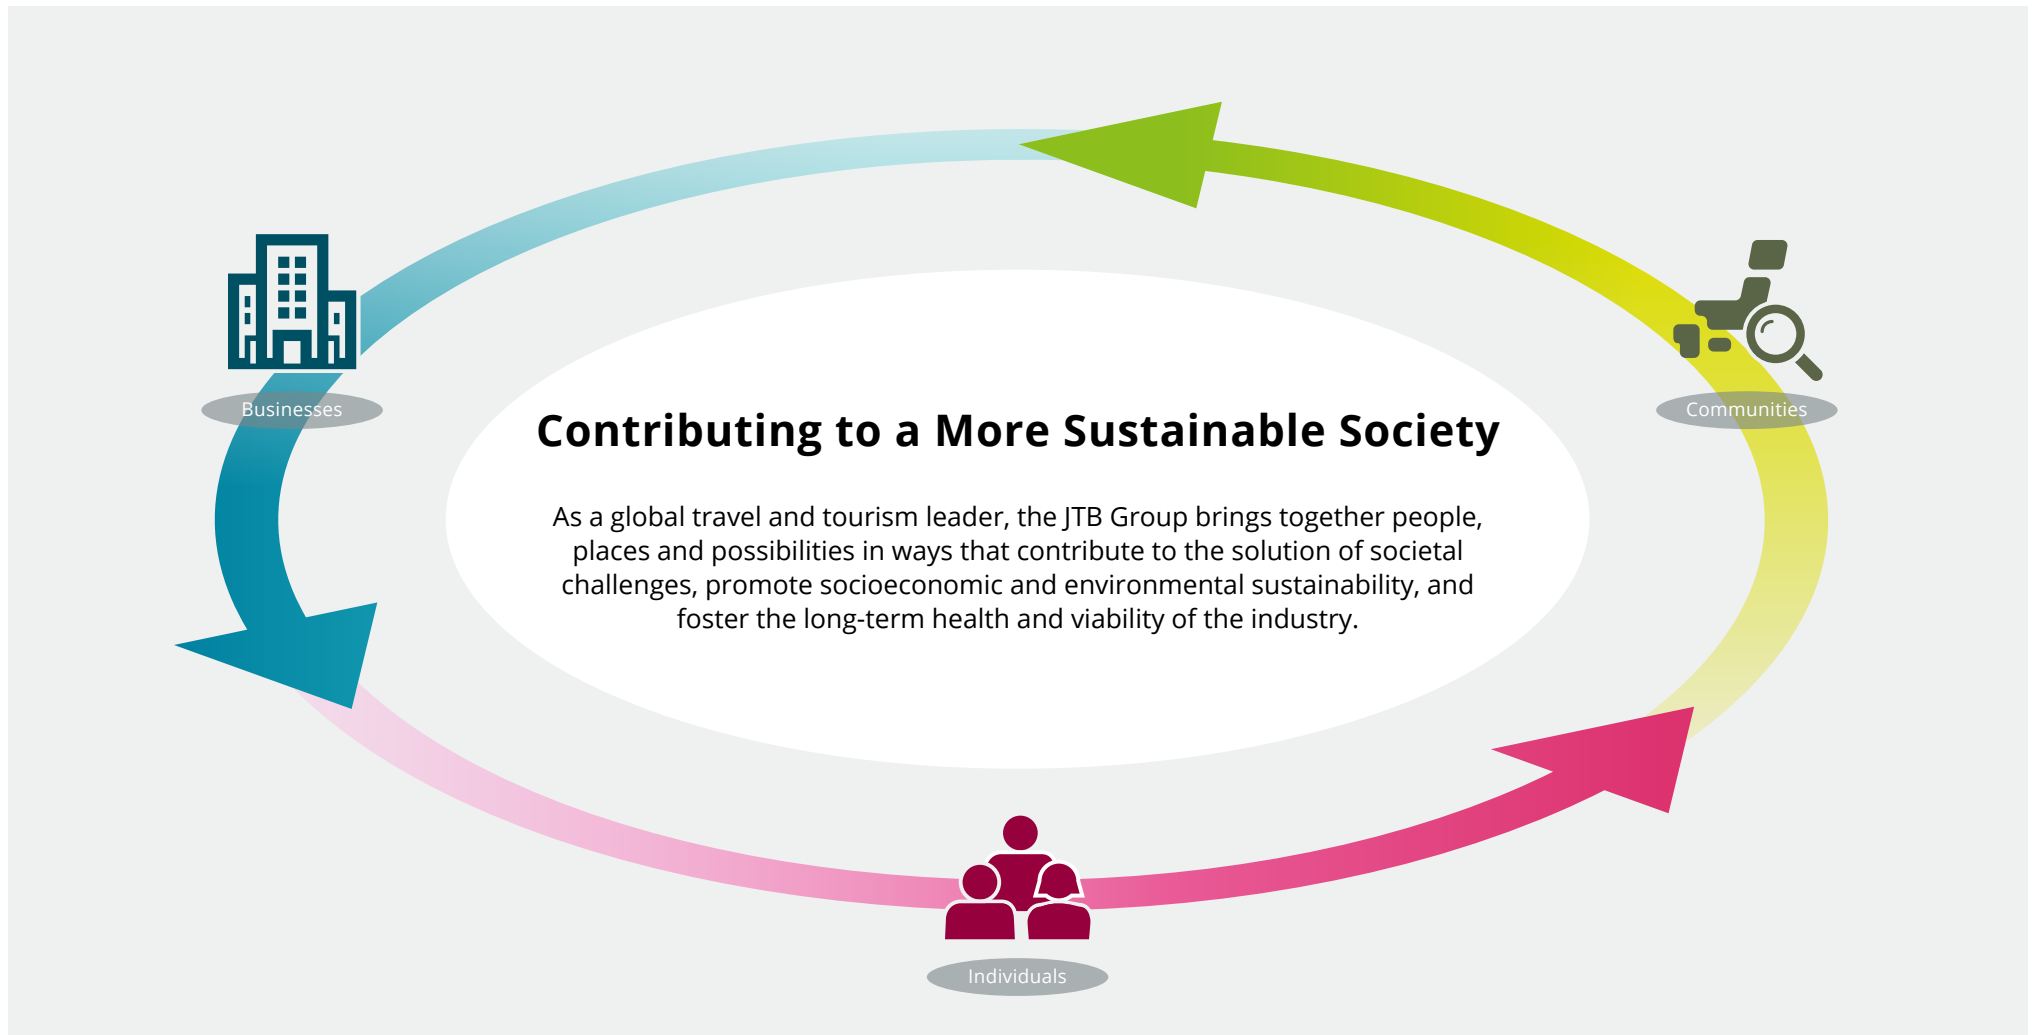 Businesses
Communities
Contributing to a More Sustainable Society
As a global travel and tourism leader, the JTB Group brings together people,
places and possibilities in ways that contribute to the solution of societal
challenges, promote socioeconomic and environmental sustainability, and
foster the long-term health and viability of the industry.
Individuals